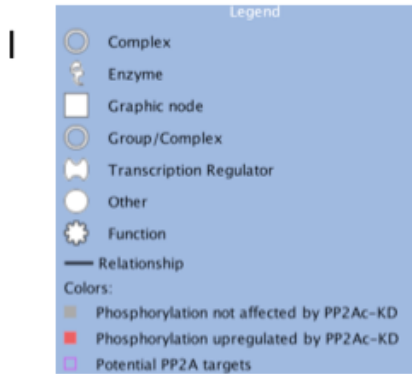 I
Legend
Complex
Enzyme
Graphic node
Group/Complex
Transcription Regulator
Other
Function
Relationship
Colors:
Phosphorylation not affected by PP2Ac-KD
Phosphorylation upregulated by PP2Ac-KD
Potential PP2A targets